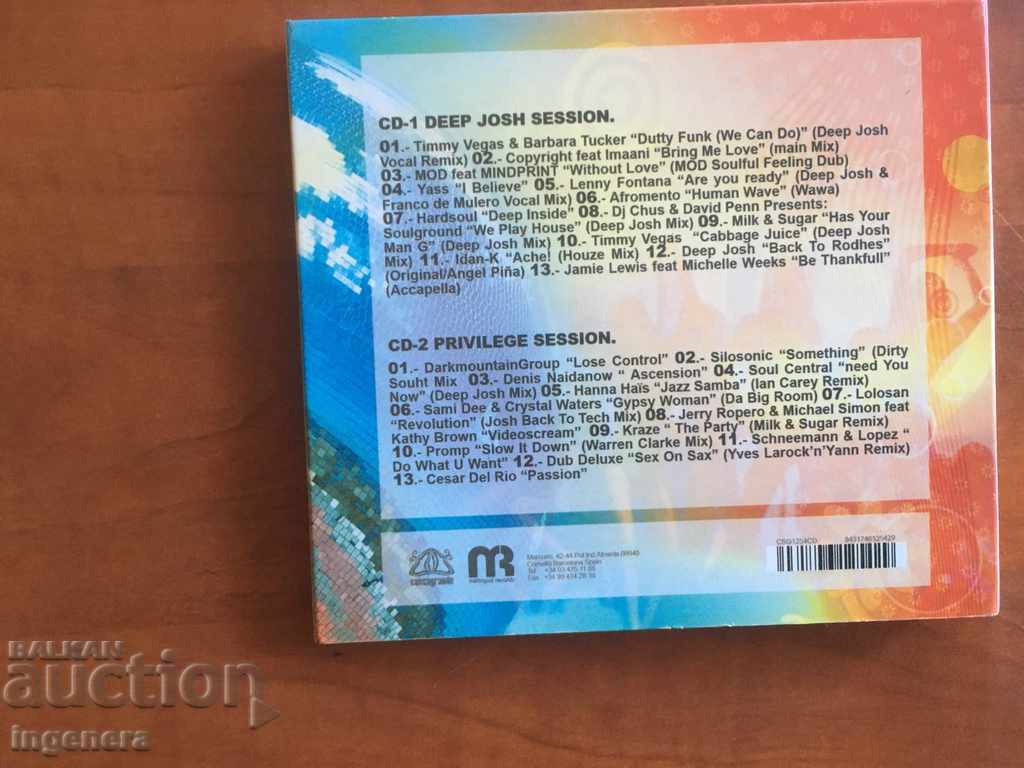 CD-1 DEEP JOSH SESSION.
01.- Timmy Vegas & Barbara Tucker “Dutty Funk (We Can Do)” (Deep Josh
Vocal Remix) 02.- Copyright feat Imaani “Bring Me Love” (main Mix)
03.- MOD feat MINDPRINT “Without Love” (MOD Soulful Feeling Dub)
04.- Yass “I Believe” 05.- Lenny Fontana “Are you ready” (Deep Josh &
Franco de Mulero Vocal Mix) 06.- Afromento “Human Wave” (Wawa)
07.- Hardsoul “Deep Inside” 08.- Dj Chus & David Penn Presents:
Soulground “We Play House” (Deep Josh Mix) 09.- Milk & Sugar “Has Your
Man G” (Deep Josh Mix) 10.- Timmy Vegas “Cabbage Juice” (Deep Josh
Mix) 11.- Idan-K “Ache! (Houze Mix) 12.- Deep Josh “Back To Rodhes”
(Original/Angel Piña) 13.- Jamie Lewis feat Michelle Weeks “Be Thankfull”
(Accapella)
CD-2 PRIVILEGE SESSION.
01.- DarkmountainGroup “Lose Control” 02.- Silosonic “Something” (Dirty
Souht Mix 03.- Denis Naidanow “ Ascension” 04.- Soul Central “need You
Now” (Deep Josh Mix) 05.- Hanna Haïs “Jazz Samba” (Ian Carey Remix)
06.- Sami Dee & Crystal Waters “Gypsy Woman” (Da Big Room) 07.- Lolosan
“Revolution” (Josh Back To Tech Mix) 08.- Jerry Ropero & Michael Simon feat
Kathy Brown “Videoscream” 09.- Kraze “ The Party” (Milk & Sugar Remix)
10.- Promp “Slow It Down” (Warren Clarke Mix) 11.- Schneemann & Lopez “
Do What U Want” 12.- Dub Deluxe “Sex On Sax” (Yves Larock’n’Yann Remix)
13.- Cesar Del Rio “Passion”
MR
Cornellà Barcelona Spain
Tel
Fax
8431746125429
BALKAN
auction
ingenera